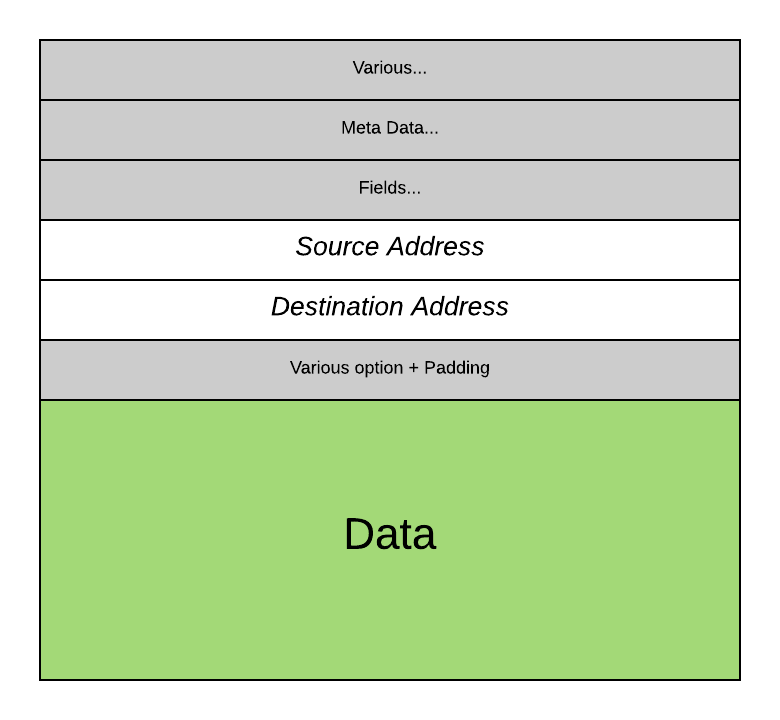 Various...
Meta Data...
Fields...
Source Address
Destination Address
Various option + Padding
Data